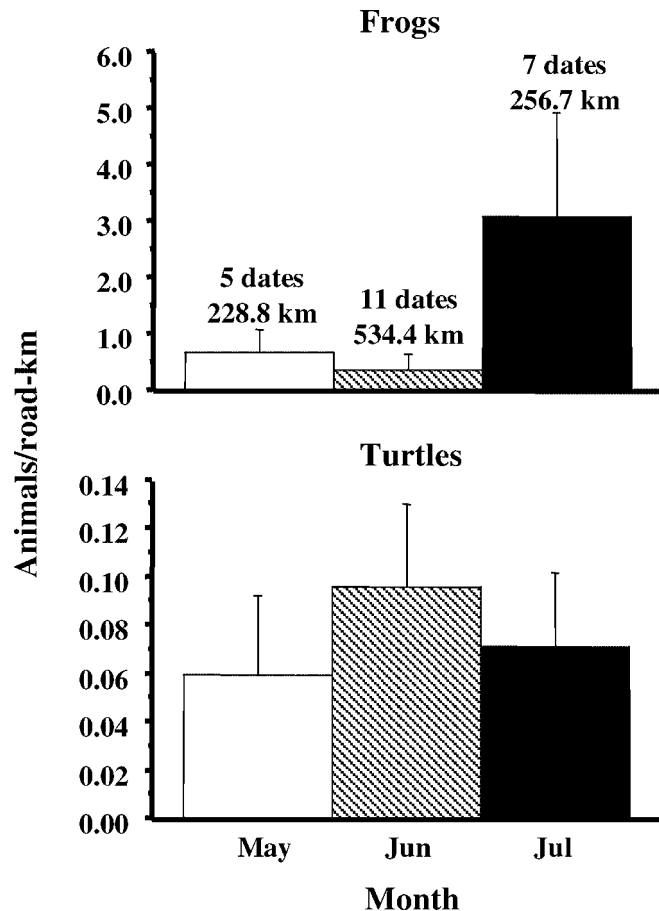 Frogs
6.0
5.0
4.0
3.0
2.0
1.0
0.0
7 dates
256.7 km
5 dates
228.8 km
11 dates
534.4 km
Animals/road-km
Turtles
0.14
0.12
0.10
0.08
0.06
0.04
0.02
0.00
May Jun Jul
Month